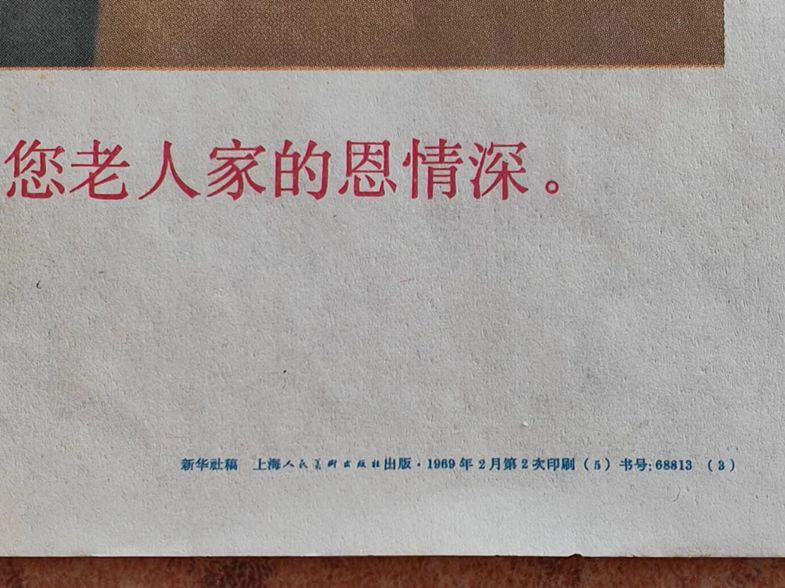 您老人家的恩情深。
新华社稿 上海人民美术出版社出版·1969年2月第2次印刷（5）书号:68813 （3）